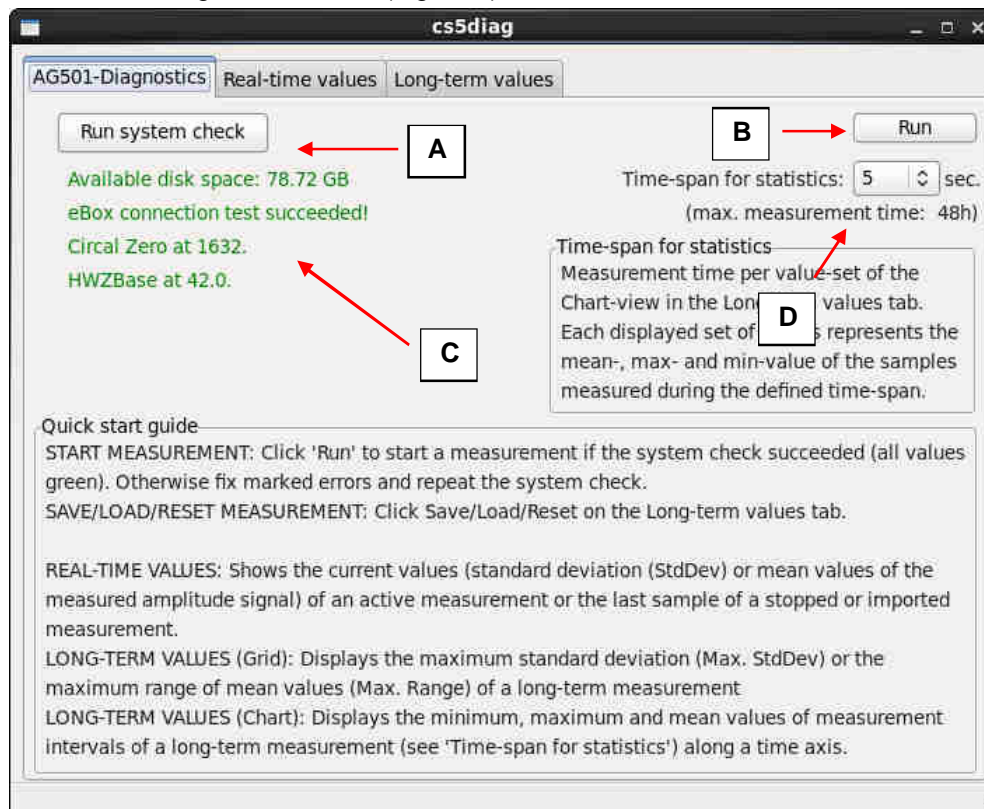 cs5diag
AG501-Diagnostics Real-time values Long-term values
Run system check
A
B
Run
Available disk space: 78.72 GB
Time-span for statistics: 5 sec.
eBox connection test succeeded!
(max. measurement time: 48h)
Circal Zero at 1632.
HWZBase at 42.0.
C
Time-span for statistics
Measurement time per value-set of the
Chart-view in the Lon values tab.
D
Each displayed set of s represents the
mean-, max- and min-value of the samples
measured during the defined time-span.
Quick start guide
START MEASUREMENT: Click 'Run' to start a measurement if the system check succeeded (all values
green). Otherwise fix marked errors and repeat the system check.
SAVE/LOAD/RESET MEASUREMENT: Click Save/Load/Reset on the Long-term values tab.
REAL-TIME VALUES: Shows the current values (standard deviation (StdDev) or mean values of the
measured amplitude signal) of an active measurement or the last sample of a stopped or imported
measurement.
LONG-TERM VALUES (Grid): Displays the maximum standard deviation (Max. StdDev) or the
maximum range of mean values (Max. Range) of a long-term measurement
LONG-TERM VALUES (Chart): Displays the minimum, maximum and mean values of measurement
intervals of a long-term measurement (see 'Time-span for statistics') along a time axis.